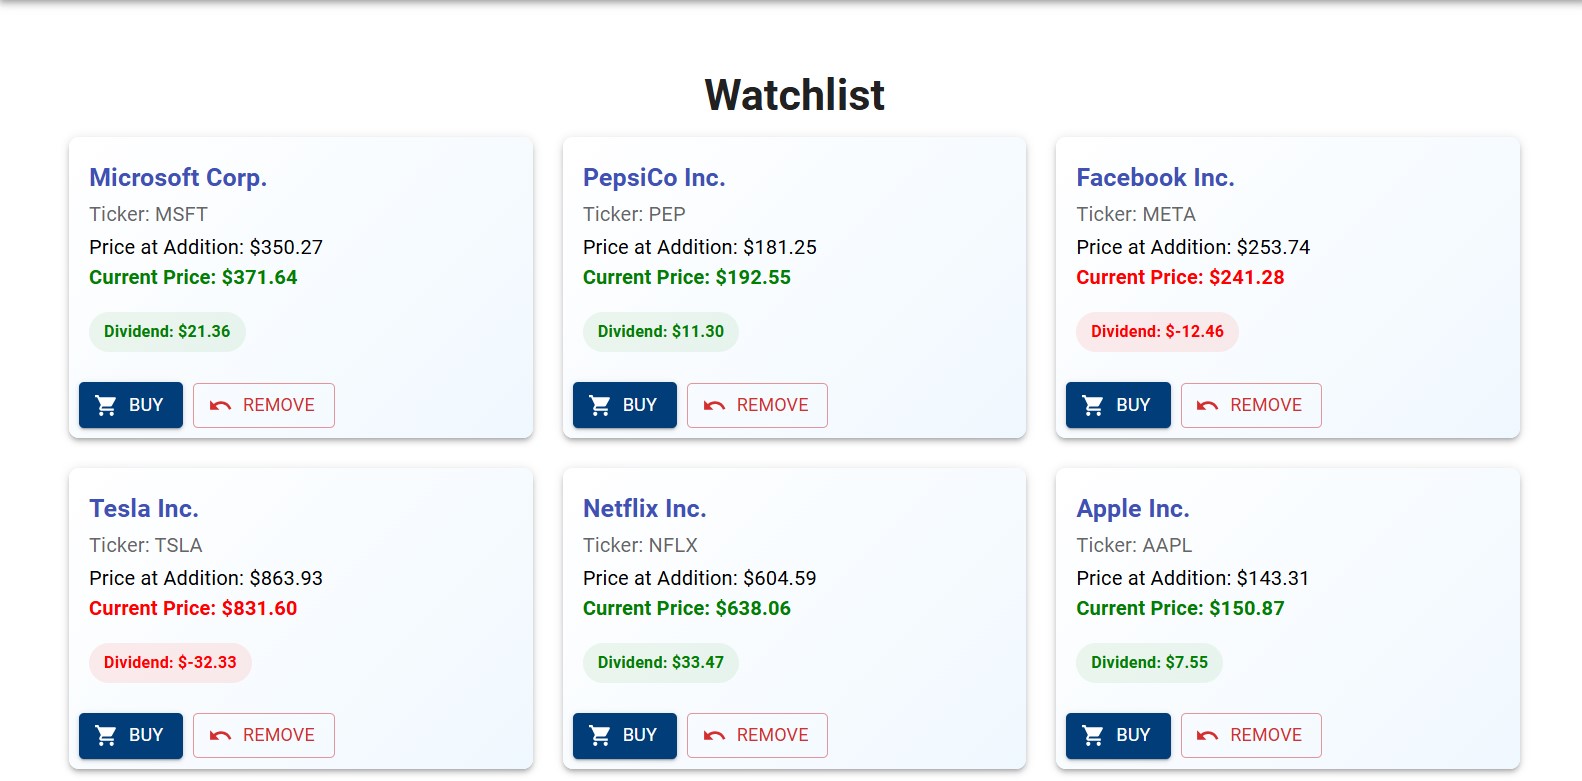 Watchlist
Microsoft Corp.
Ticker: MSFT
Price at Addition: $350.27
Current Price: $371.64
Dividend: $21.36
BUY
REMOVE
PepsiCo Inc.
Ticker: PEP
Price at Addition: $181.25
Current Price: $192.55
Dividend: $11.30
BUY
REMOVE
Facebook Inc.
Ticker: META
Price at Addition: $253.74
Current Price: $241.28
Dividend: $-12.46
BUY
REMOVE
Tesla Inc.
Ticker: TSLA
Price at Addition: $863.93
Current Price: $831.60
Dividend: $-32.33
BUY
REMOVE
Netflix Inc.
Ticker: NFLX
Price at Addition: $604.59
Current Price: $638.06
Dividend: $33.47
BUY
REMOVE
Apple Inc.
Ticker: AAPL
Price at Addition: $143.31
Current Price: $150.87
Dividend: $7.55
BUY
REMOVE